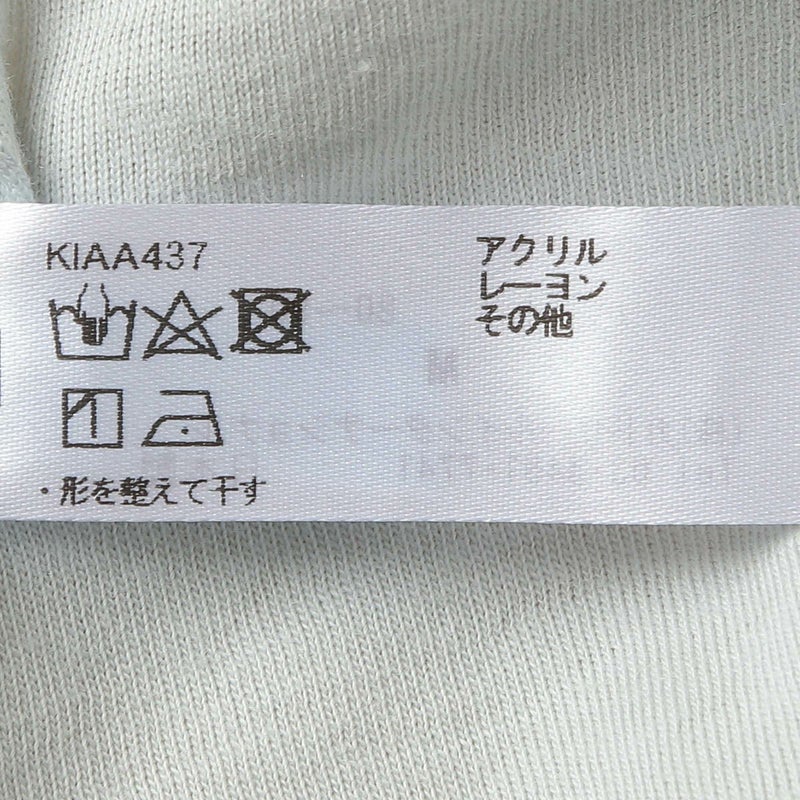 KIAA437
・形を整えて干す
アクリル
レーヨン
その他